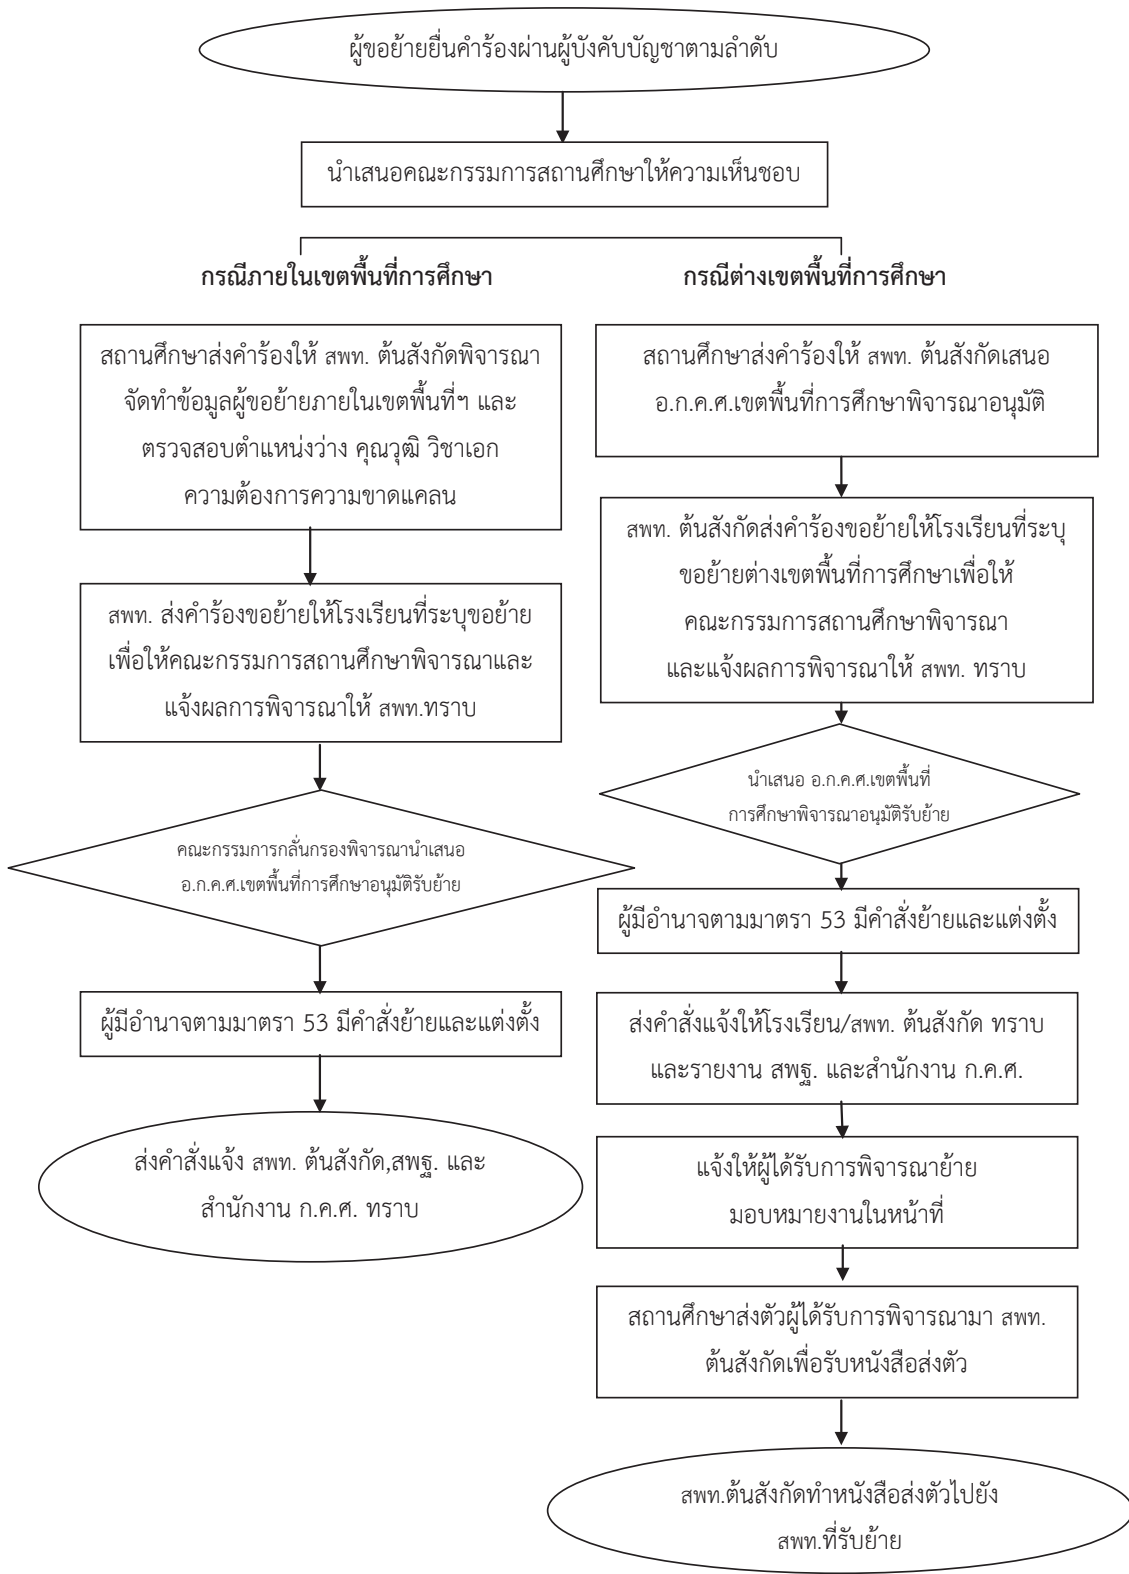 ผู้ขอย้ายยื่นคำร้องผ่านผู้บังคับบัญชาตามลำดับ
นำเสนอคณะกรรมการสถานศึกษาให้ความเห็นชอบ
กรณีภายในเขตพื้นที่การศึกษา
สถานศึกษาส่งคำร้องให้ สพท. ต้นสังกัดพิจารณา
จัดทำข้อมูลผู้ขอย้ายภายในเขตพื้นที่ฯ และ
ตรวจสอบตำแหน่งว่าง คุณวุฒิ วิชาเอก
ความต้องการความขาดแคลน
สพท. ส่งคำร้องขอย้ายให้โรงเรียนที่ระบุขอย้าย
เพื่อให้คณะกรรมการสถานศึกษาพิจารณาและ
แจ้งผลการพิจารณาให้ สพท.ทราบ
คณะกรรมการกลั่นกรองพิจารณานำเสนอ
อ.ก.ค.ศ.เขตพื้นที่การศึกษาอนุมัติรับย้าย
ผู้มีอำนาจตามมาตรา 53 มีคำสั่งย้ายและแต่งตั้ง
ส่งคำสั่งแจ้ง สพท. ต้นสังกัด,สพฐ. และ
สำนักงาน ก.ค.ศ. ทราบ
กรณีต่างเขตพื้นที่การศึกษา
สถานศึกษาส่งคำร้องให้ สพท. ต้นสังกัดเสนอ
อ.ก.ค.ศ.เขตพื้นที่การศึกษาพิจารณาอนุมัติ
สพท. ต้นสังกัดส่งคำร้องขอย้ายให้โรงเรียนที่ระบุ
ขอย้ายต่างเขตพื้นที่การศึกษาเพื่อให้
คณะกรรมการสถานศึกษาพิจารณา
และแจ้งผลการพิจารณาให้ สพท. ทราบ
นำเสนอ อ.ก.ค.ศ.เขตพื้นที่
การศึกษาพิจารณาอนุมัติรับย้าย
ผู้มีอำนาจตามมาตรา 53 มีคำสั่งย้ายและแต่งตั้ง
ส่งคำสั่งแจ้งให้โรงเรียน/สพท. ต้นสังกัด ทราบ
และรายงาน สพฐ. และสำนักงาน ก.ค.ศ.
แจ้งให้ผู้ได้รับการพิจารณาย้าย
มอบหมายงานในหน้าที่
สถานศึกษาส่งตัวผู้ได้รับการพิจารณามา สพท.
ต้นสังกัดเพื่อรับหนังสือส่งตัว
สพท.ต้นสังกัดทำหนังสือส่งตัวไปยัง
สพท.ที่รับย้าย